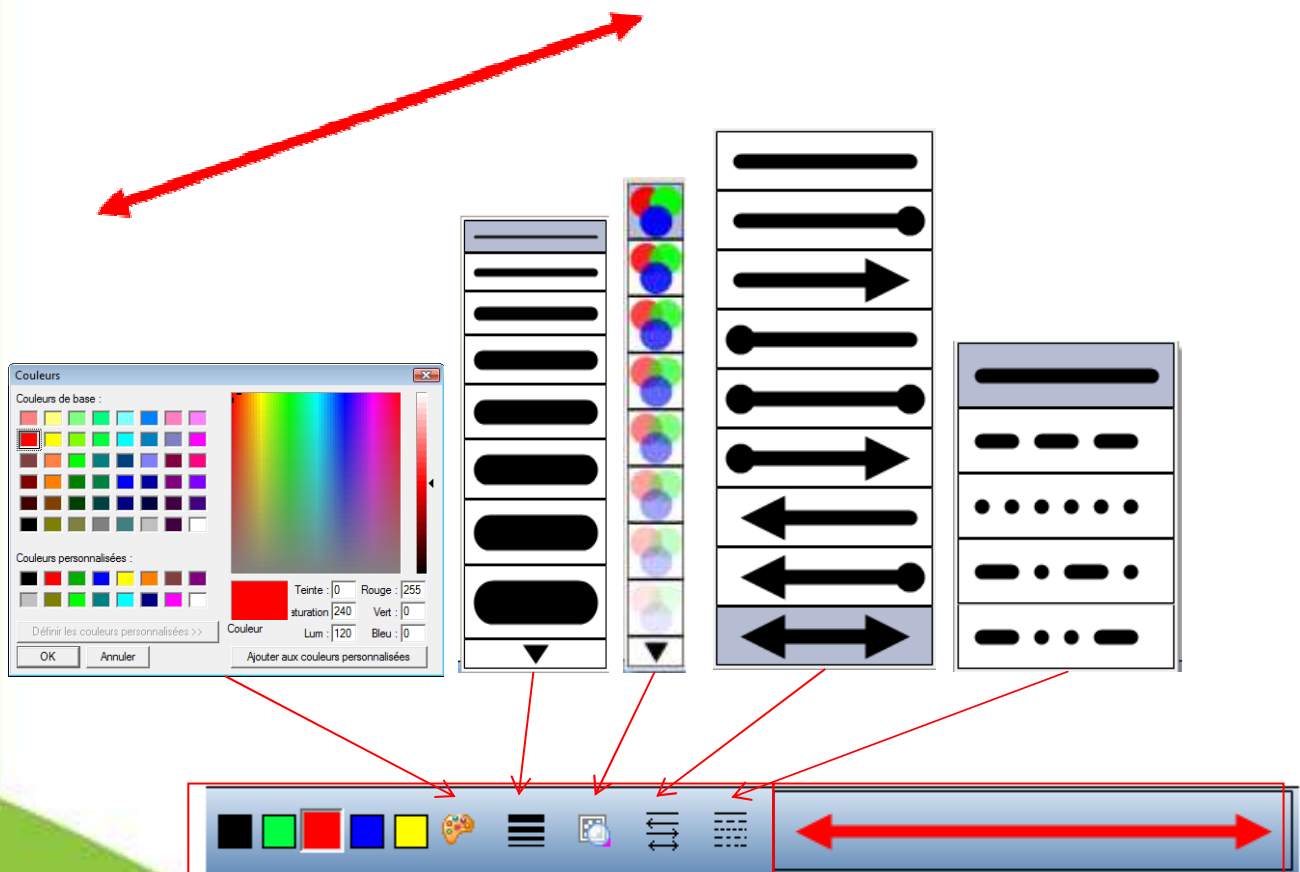 Couleurs
Couleurs de base :
Couleurs personnalisées :
Définir les couleurs personnalisées >>
OK
Annuler
Couleur
Teinte : 0
Rouge : 255
aturation 240
Vert : 0
Lum : 120
Bleu : 0
Ajouter aux couleurs personnalisées